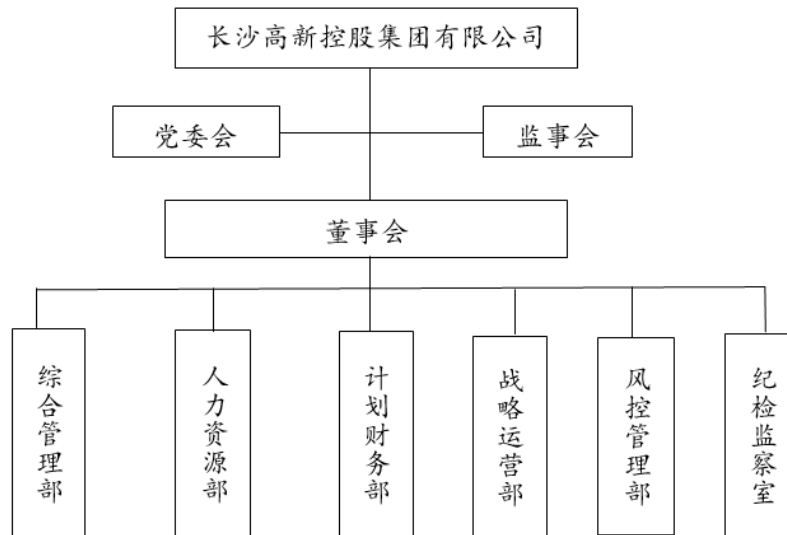 长沙高新控股集团有限公司
党委会
监事会
董事会
综合管理部
人力资源部
计划财务部
战略运营部
风控管理部
纪检监察室